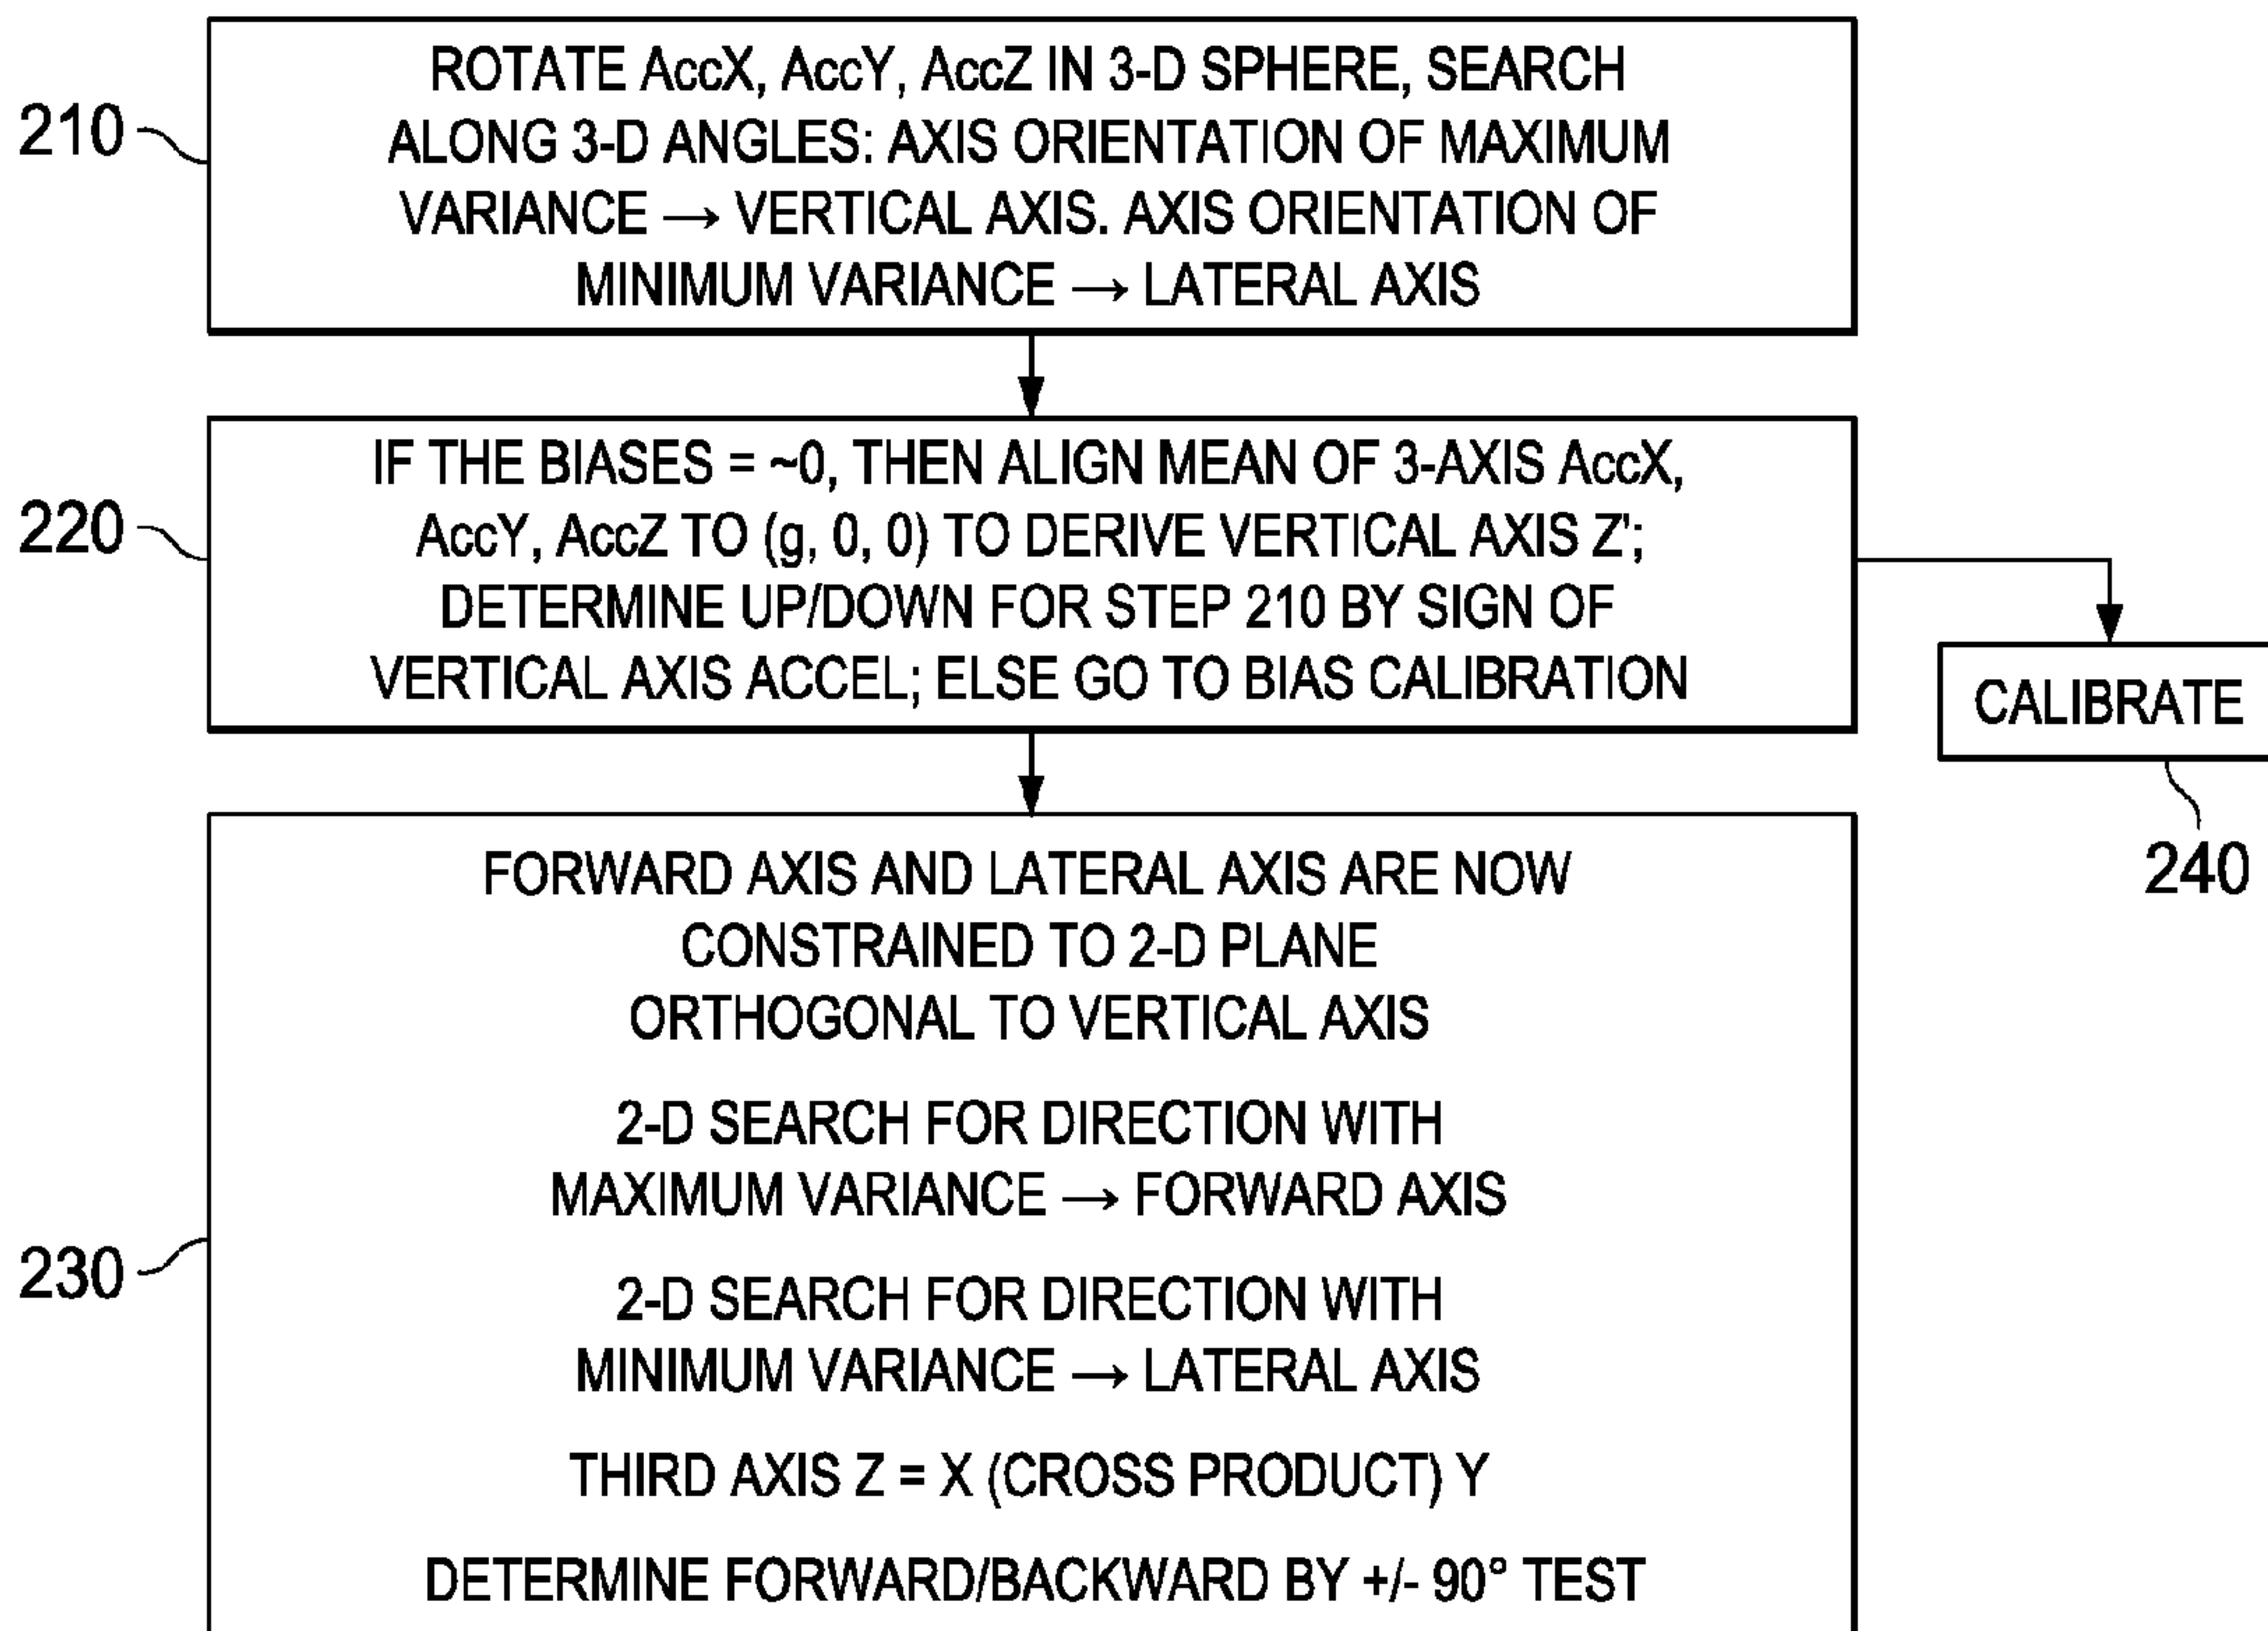 210
ROTATE AccX, AccY, AccZ IN 3-D SPHERE, SEARCH
ALONG 3-D ANGLES: AXIS ORIENTATION OF MAXIMUM
VARIANCE → VERTICAL AXIS. AXIS ORIENTATION OF
MINIMUM VARIANCE → LATERAL AXIS
220
IF THE BIASES = ~0, THEN ALIGN MEAN OF 3-AXIS AccX,
AccY, AccZ TO (g, 0, 0) TO DERIVE VERTICAL AXIS Z';
DETERMINE UP/DOWN FOR STEP 210 BY SIGN OF
VERTICAL AXIS ACCEL; ELSE GO TO BIAS CALIBRATION
CALIBRATE
240
230
FORWARD AXIS AND LATERAL AXIS ARE NOW
CONSTRAINED TO 2-D PLANE
ORTHOGONAL TO VERTICAL AXIS
2-D SEARCH FOR DIRECTION WITH
MAXIMUM VARIANCE → FORWARD AXIS
2-D SEARCH FOR DIRECTION WITH
MINIMUM VARIANCE → LATERAL AXIS
THIRD AXIS Z = X (CROSS PRODUCT) Y
DETERMINE FORWARD/BACKWARD BY +/- 90° TEST